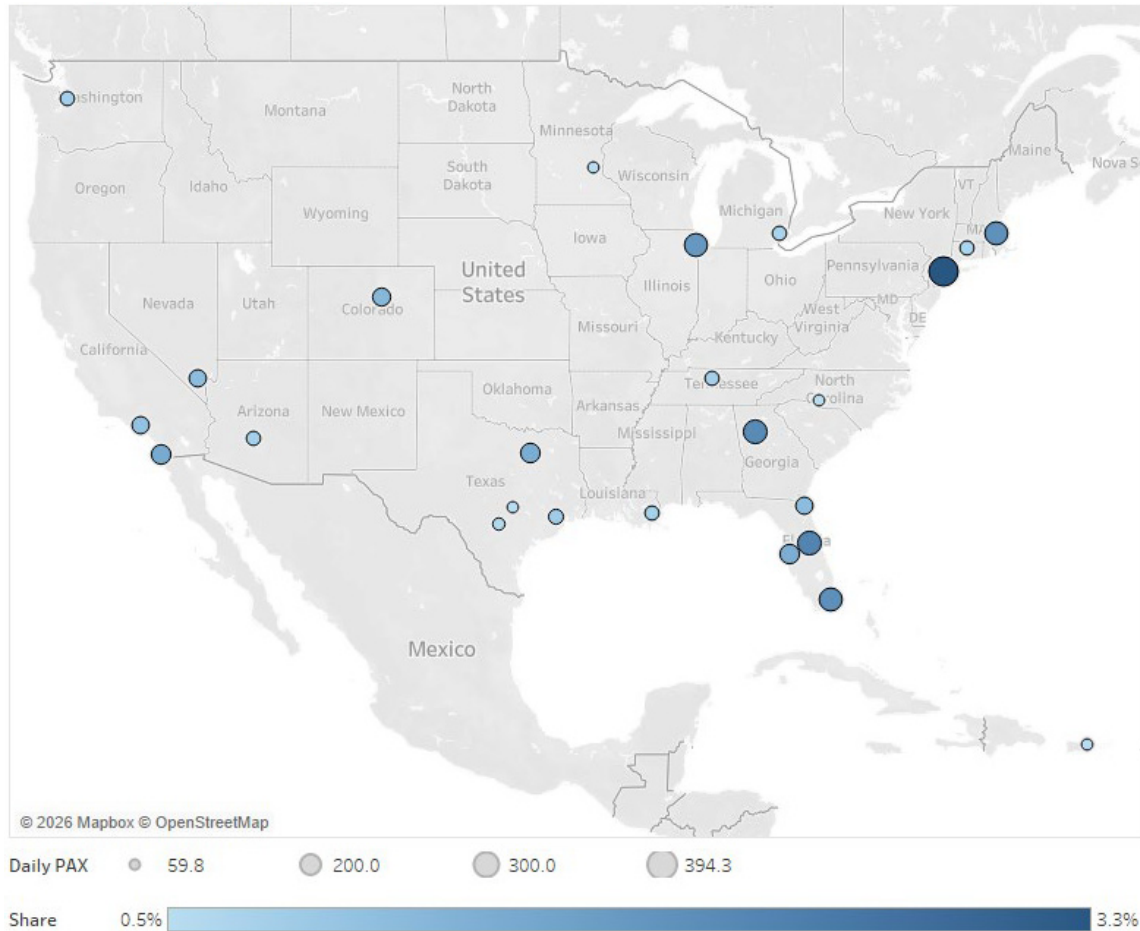 Washington
Montana
North
Dakota
Minnesota
Maine
Nova S
Oregon
Idaho
South
Dakota
Wisconsin
Michigan
VT
New York
MA
Wyoming
Iowa
Pennsylvania
United
States
Illinois
Ohio
MD
DE
Nevada
Utah
Colorado
Missouri
West
Virginia
Kentucky
California
Tennessee
North
Carolina
Oklahoma
Arkansas
Arizona
New Mexico
Mississippi
Georgia
Texas
Louisiana
Mexico
© 2026 Mapbox © OpenStreetMap
Daily PAX 59.8 200.0 300.0 394.3
Share 0.5% 3.3%